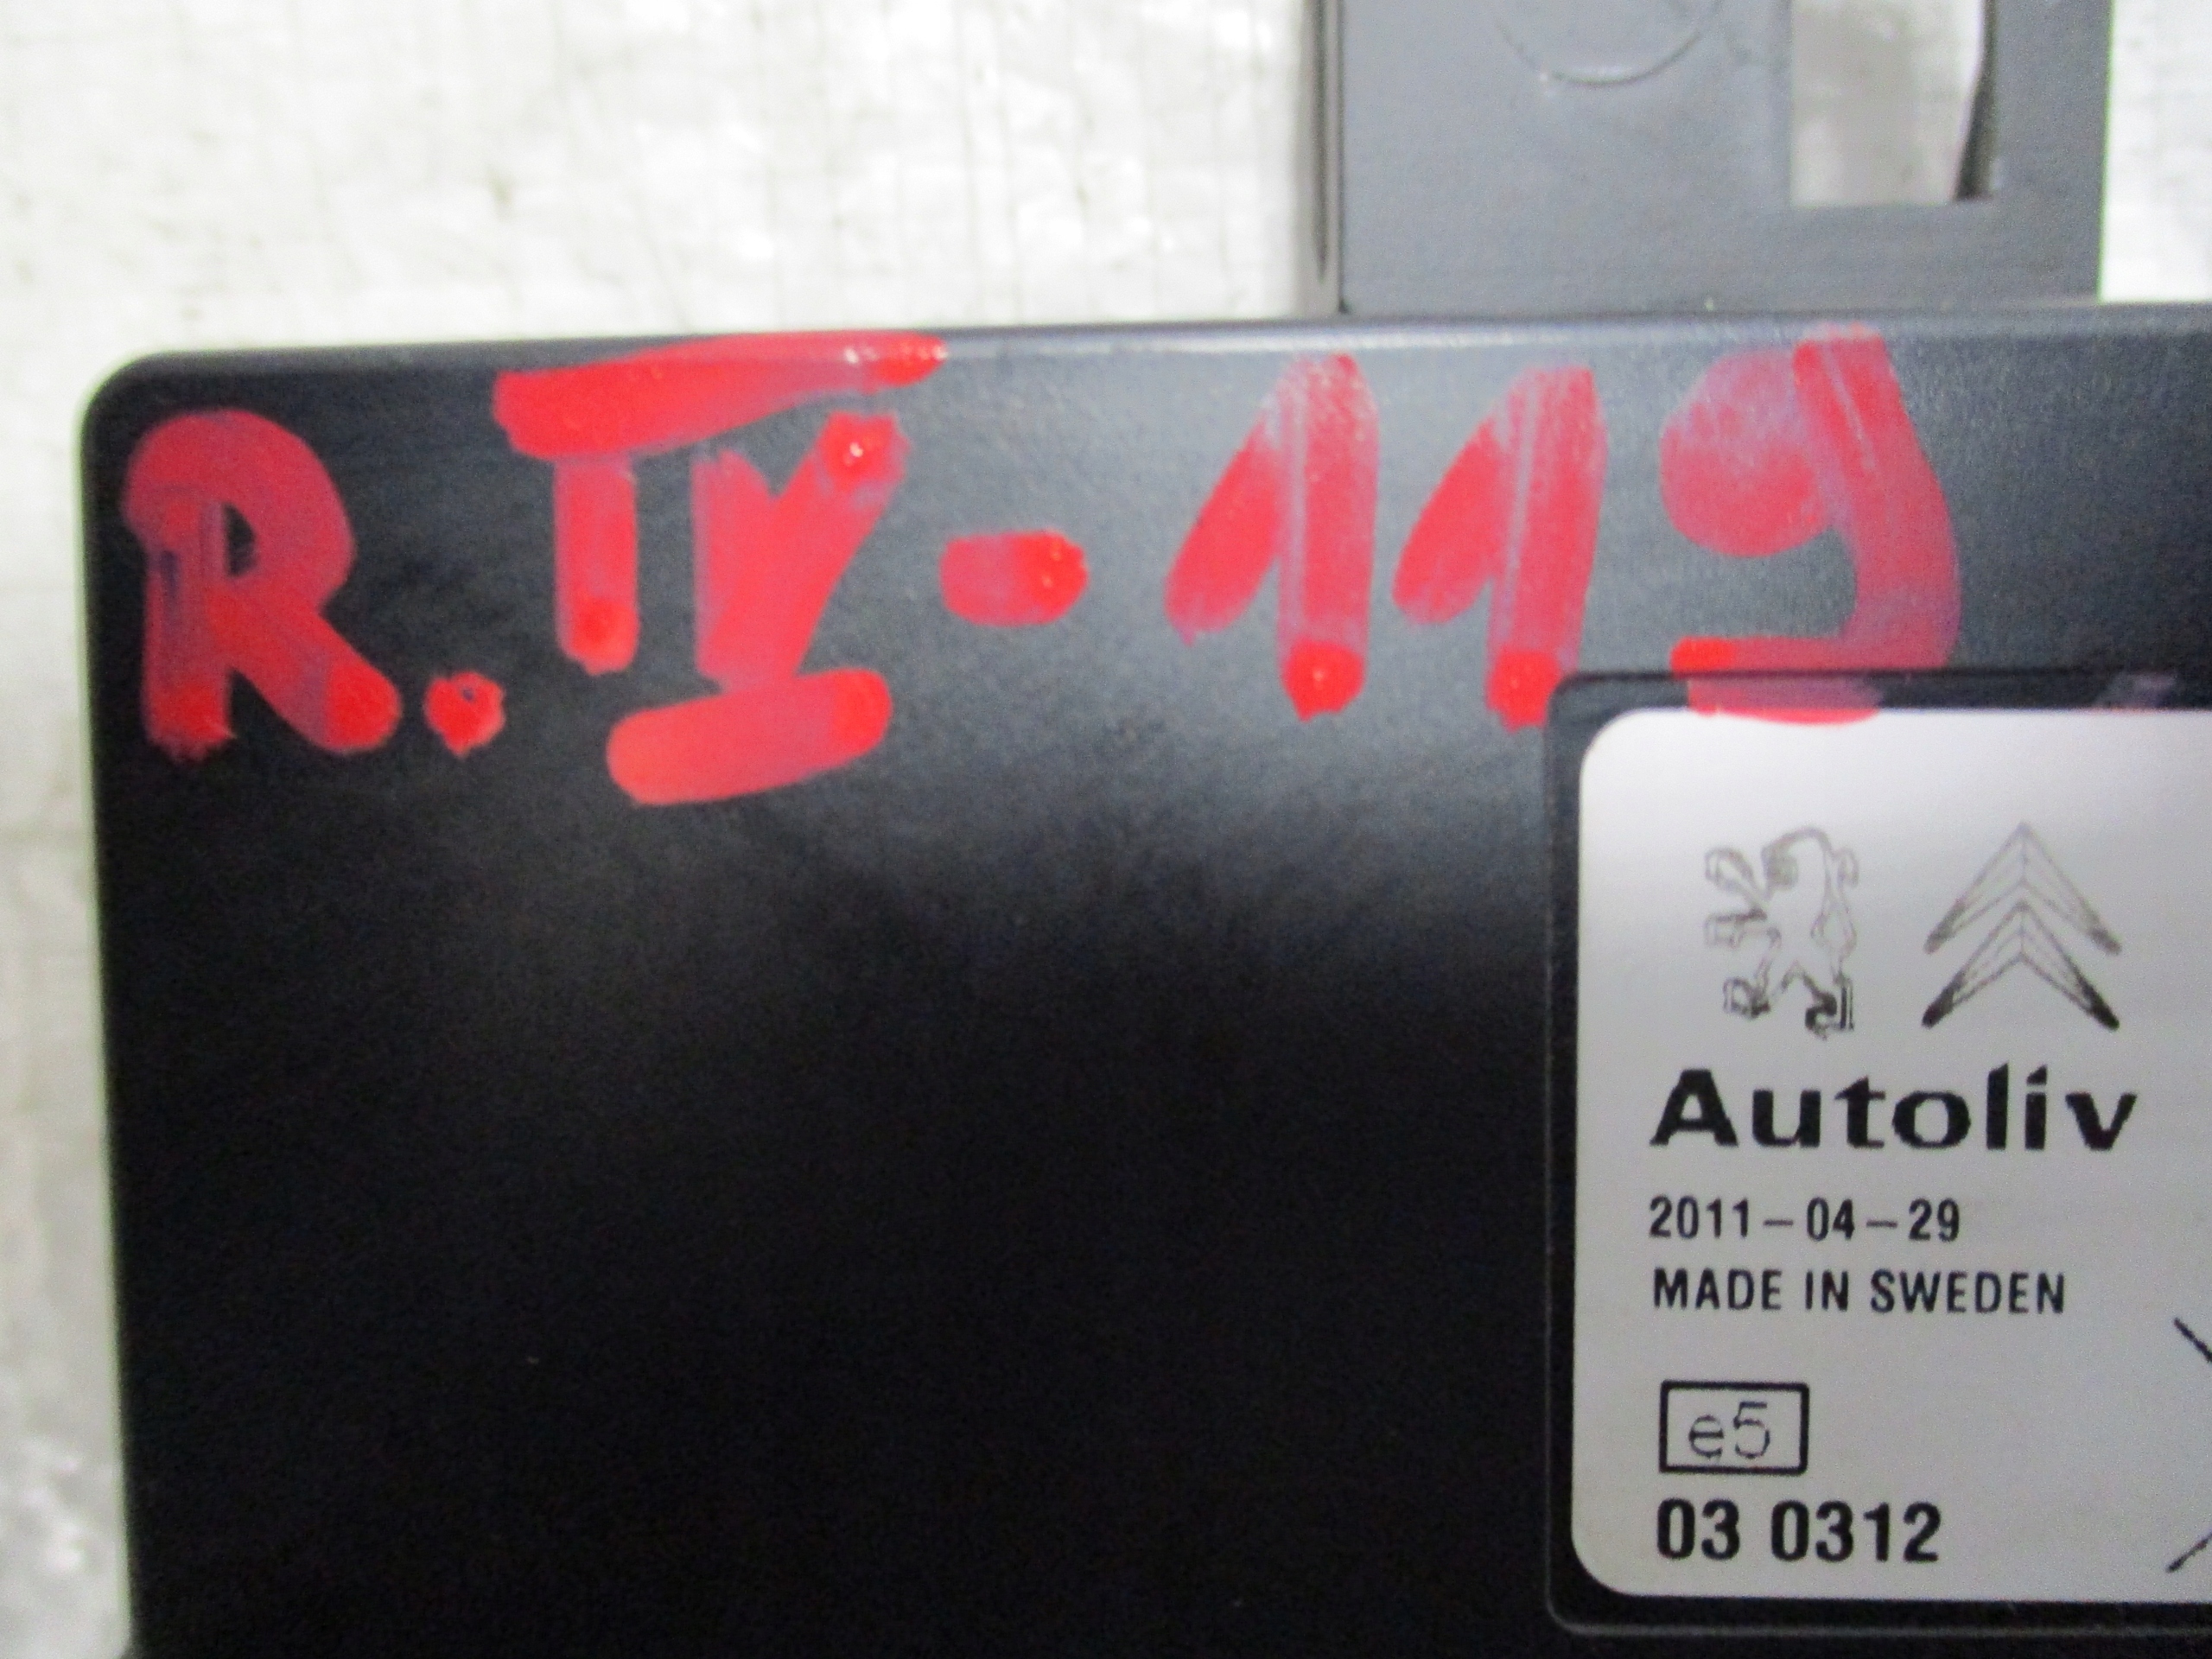 R.IV-119
Autoliv
2011-04-29
MADE IN SWEDEN
e5
03 0312